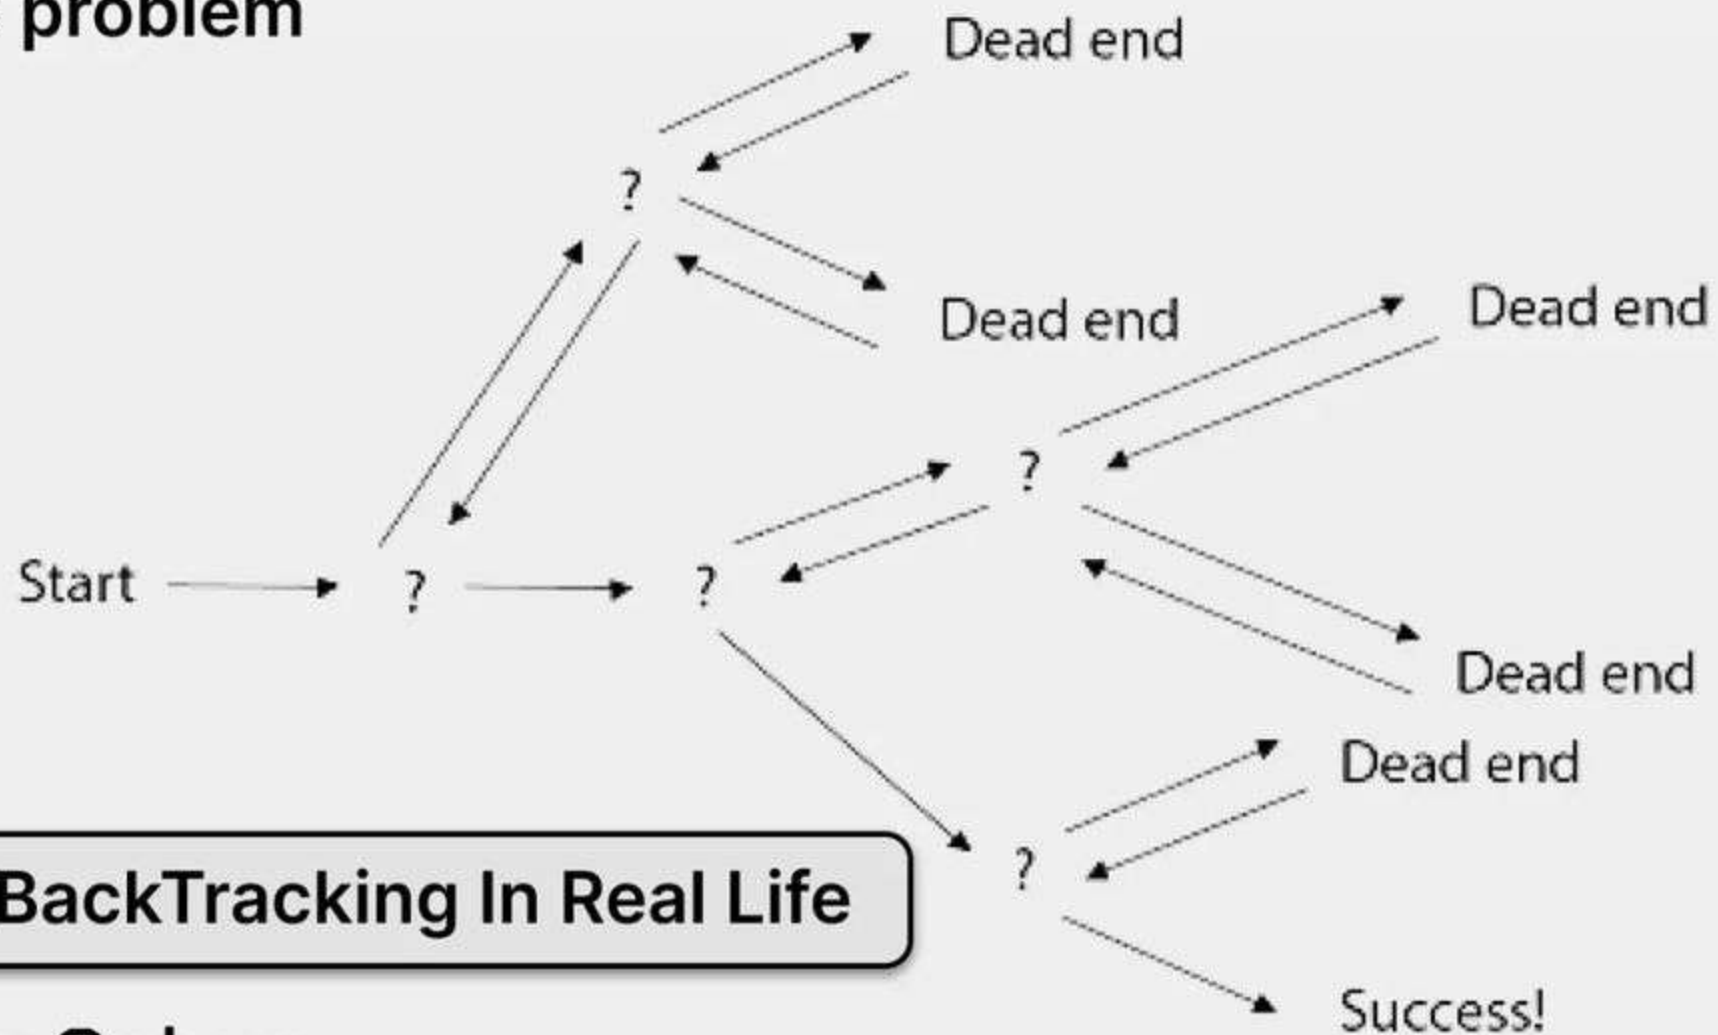 problem
Dead end
?
Dead end
Dead end
?
Start
?
?
Dead end
Dead end
?
BackTracking In Real Life
Success!